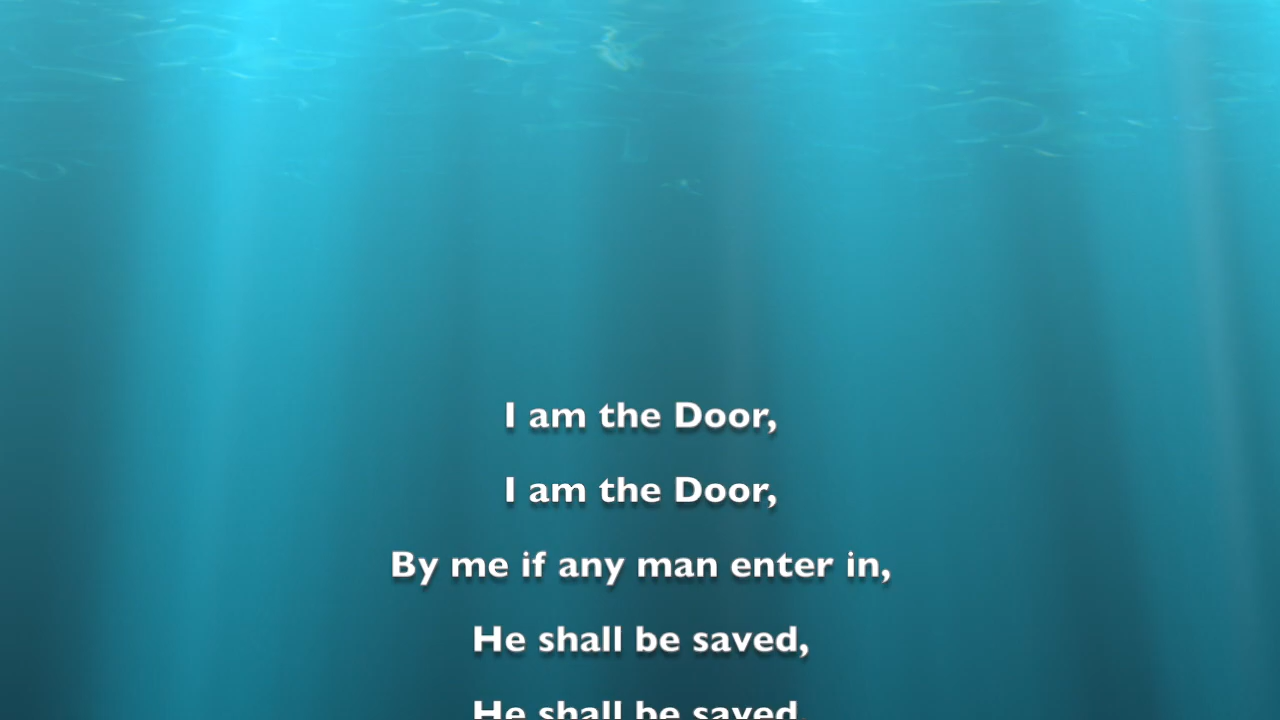 I am the Door,
I am the Door,
By me if any man enter in,
He shall be saved,
He shall be saved,